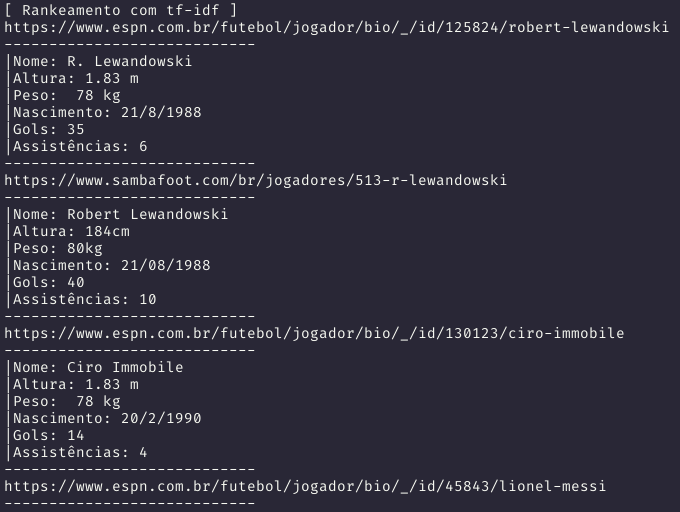 [ Rankeamento com tf-idf ]
https://www.espn.com.br/futebol/jogador/bio/_/id/125824/robert-lewandowski
----------------------------
|Nome: R. Lewandowski
|Altura: 1.83 m
|Peso:  78 kg
|Nascimento: 21/8/1988
|Gols: 35
|Assistências: 6
----------------------------
https://www.sambafoot.com/br/jogadores/513-r-lewandowski
----------------------------
|Nome: Robert Lewandowski
|Altura: 184cm
|Peso: 80kg
|Nascimento: 21/08/1988
|Gols: 40
|Assistências: 10
----------------------------
https://www.espn.com.br/futebol/jogador/bio/_/id/130123/ciro-immobile
----------------------------
|Nome: Ciro Immobile
|Altura: 1.83 m
|Peso:  78 kg
|Nascimento: 20/2/1990
|Gols: 14
|Assistências: 4
----------------------------
https://www.espn.com.br/futebol/jogador/bio/_/id/45843/lionel-messi
----------------------------